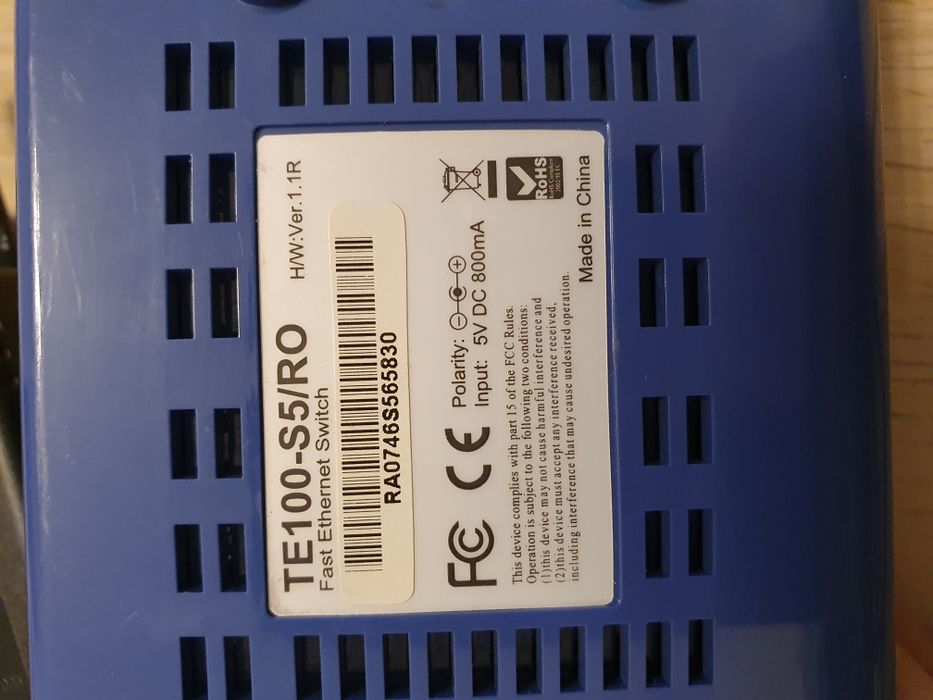 TE100-S5/RO H/W:Ver.1.1R
Fast Ethernet Switch
RA0746S565830
FC CE
Polarity:
Input: 5V DC 800mA
RoHS
This device complies with part 15 of the FCC Rules.
Operation is subject to the following two conditions:
(1)this device may not cause harmful interference and
(2)this device must accept any interference received,
including interference that may cause undesired operation.
Made in China